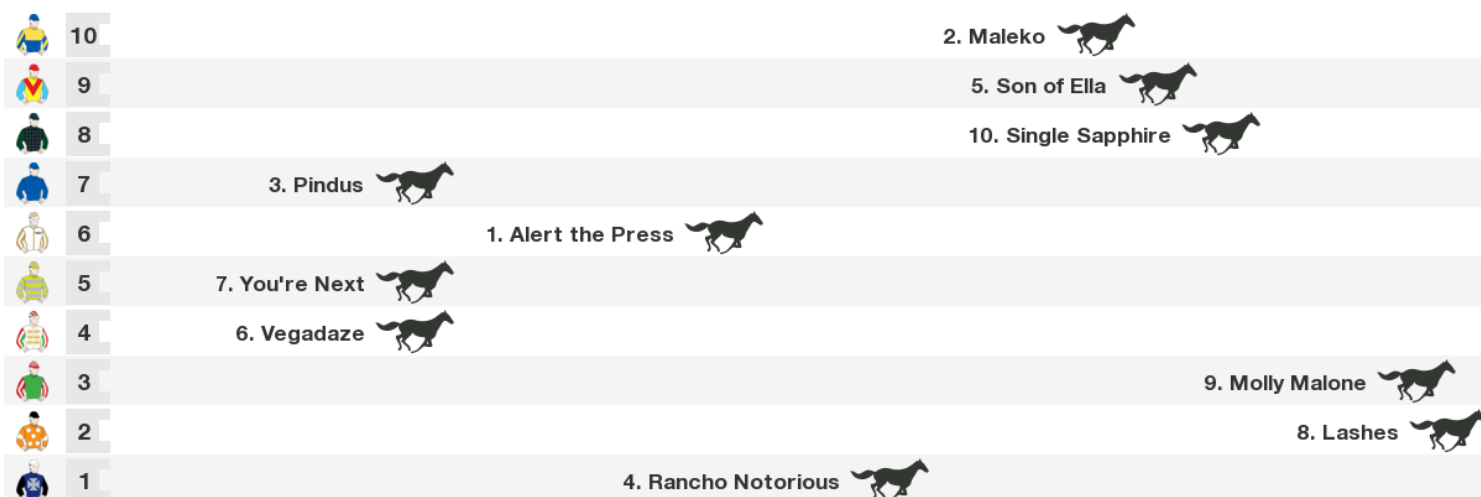 10 2. Maleko
9 5. Son of Ella
8 10. Single Sapphire
7 3. Pindus
6 1. Alert the Press
5 7. You're Next
4 6. Vegadaze
3 9. Molly Malone
2 8. Lashes
1 4. Rancho Notorious